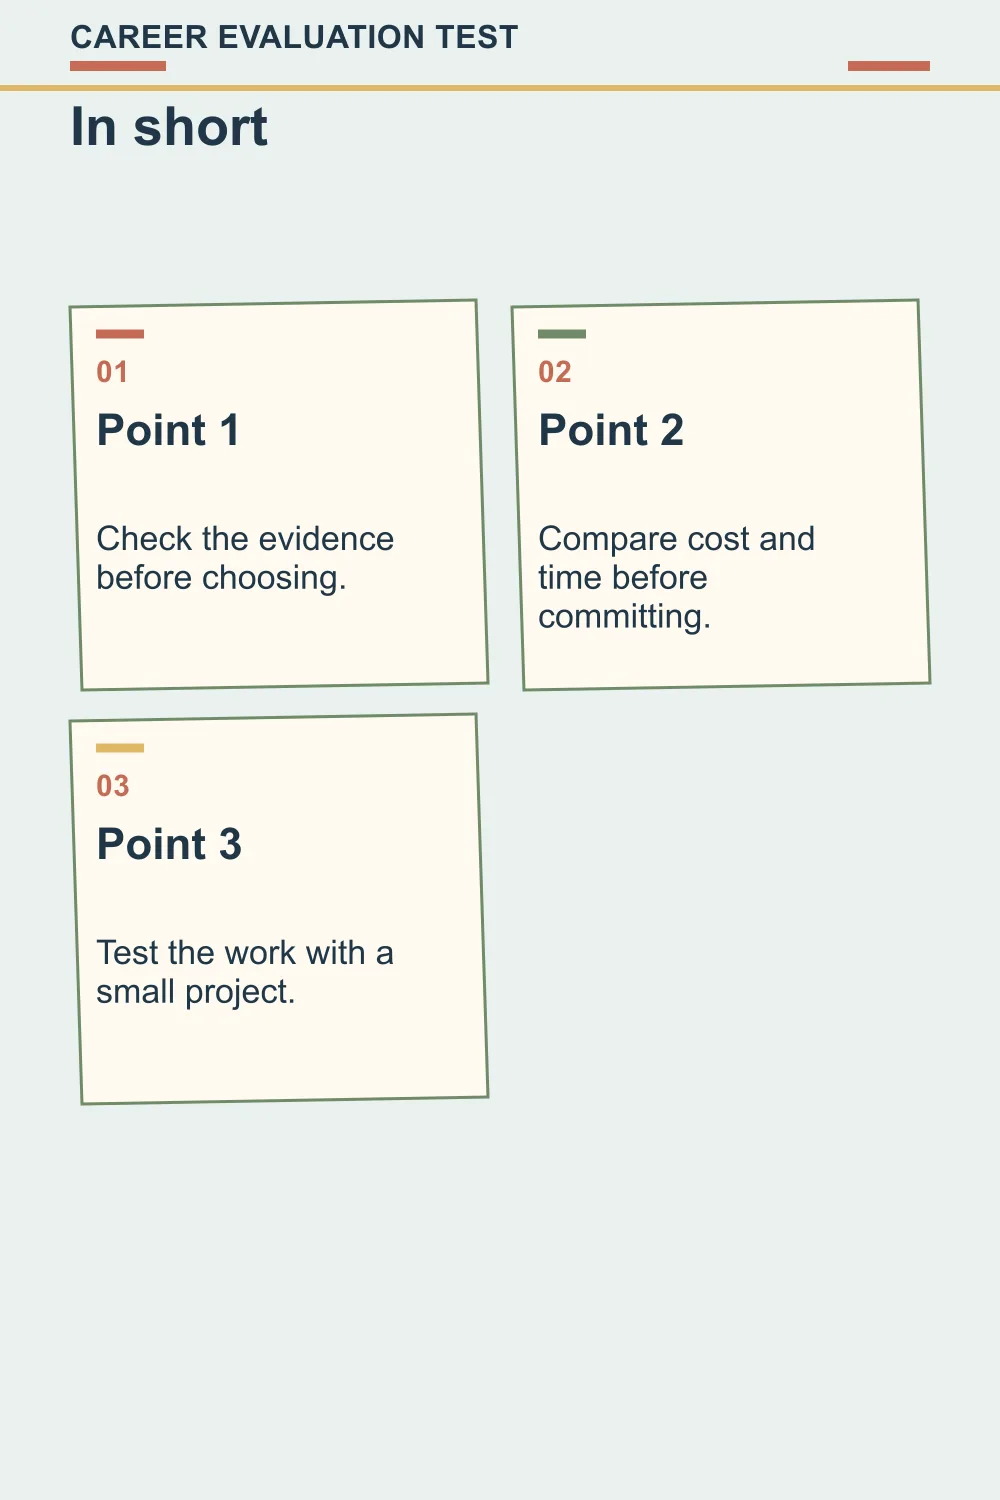 CAREER EVALUATION TEST
In short
01
Point 1
Check the evidence
before choosing.
02
Point 2
Compare cost and
time before
committing.
03
Point 3
Test the work with a
small project.